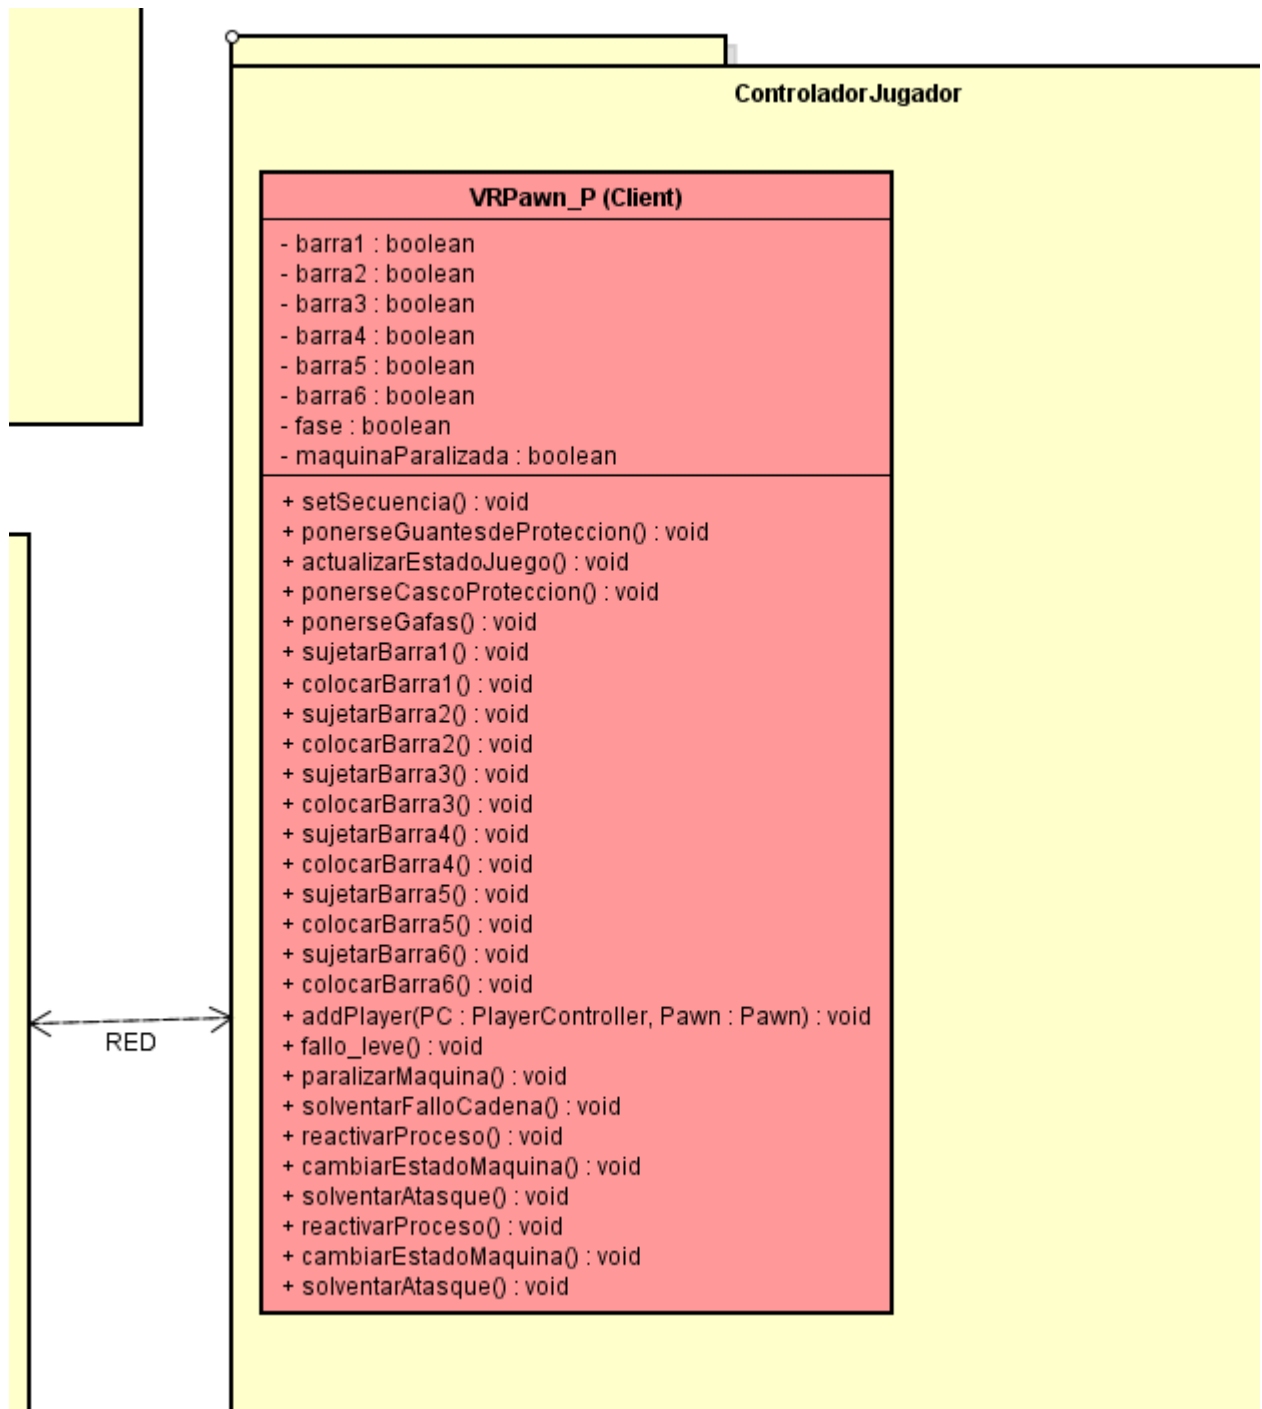 ControladorJugador
VRPawn_P (Client)
- barra1 : boolean
- barra2 : boolean
- barra3 : boolean
- barra4 : boolean
- barra5 : boolean
- barra6 : boolean
- fase : boolean
- maquinaParalizada : boolean
+ setSecuencia() : void
+ ponerseGuantesdeProteccion() : void
+ actualizarEstadoJuego() : void
+ ponerseCascoProteccion() : void
+ ponerseGafas() : void
+ sujetarBarra1() : void
+ colocarBarra1() : void
+ sujetarBarra2() : void
+ colocarBarra2() : void
+ sujetarBarra3() : void
+ colocarBarra3() : void
+ sujetarBarra4() : void
+ colocarBarra4() : void
+ sujetarBarra5() : void
+ colocarBarra5() : void
+ sujetarBarra6() : void
+ colocarBarra6() : void
+ addPlayer(PC : PlayerController, Pawn : Pawn) : void
+ fallo_leve() : void
+ paralizarMaquina() : void
+ solventarFalloCadena() : void
+ reactivarProceso() : void
+ cambiarEstadoMaquina() : void
+ solventarAtasque() : void
+ reactivarProceso() : void
+ cambiarEstadoMaquina() : void
+ solventarAtasque() : void
RED